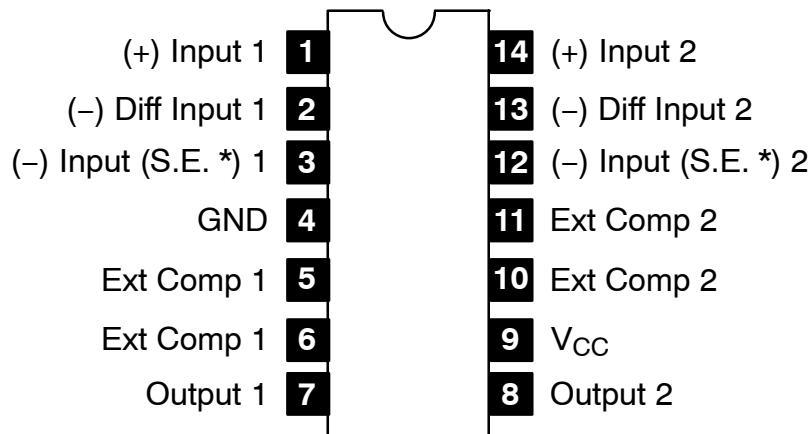 (+) Input 1 1 14 (+) Input 2
(−) Diff Input 1 2 13 (−) Diff Input 2
(−) Input (S.E. *) 1 3 12 (−) Input (S.E. *) 2
GND 4 11 Ext Comp 2
Ext Comp 1 5 10 Ext Comp 2
Ext Comp 1 6 9 VCC
Output 1 7 8 Output 2